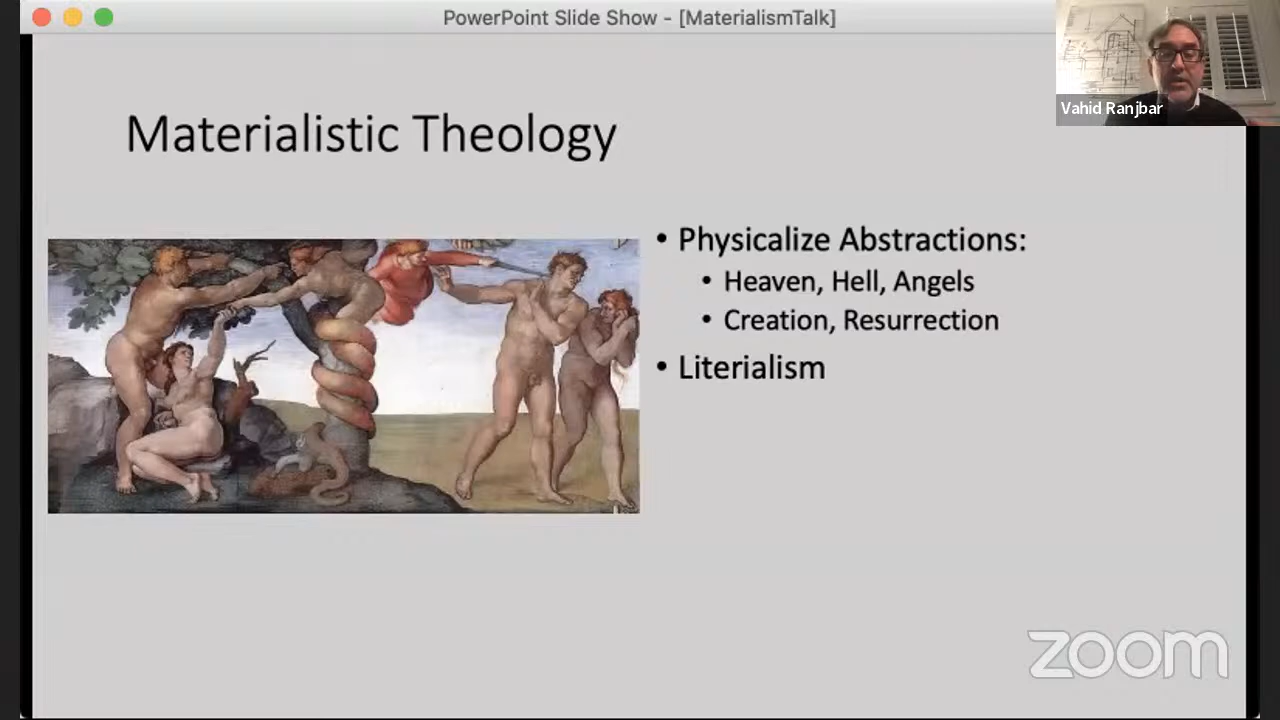 PowerPoint Slide Show - [MaterialismTalk]
Vahid Ranjbar
Materialistic Theology
• Physicalize Abstractions:
• Heaven, Hell, Angels
• Creation, Resurrection
• Literialism
zoom